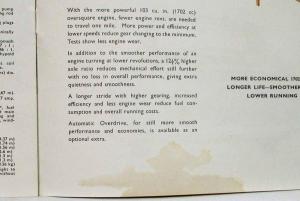 With the more powerful 103 cu. in. (1702 cc)
oversquare engine, fewer engine revs. are needed
to travel one mile. More power and efficiency at
lower speeds reduce gear changing to the minimum.
Tests show less engine wear.
In addition to the smoother performance of an
engine turning at lower revolutions, a 12½% higher
axle ratio reduces mechanical effort still further
with no loss in overall performance, giving extra
quietness and smoothness.
A longer stride with higher gearing, increased
efficiency and less engine wear reduce fuel con-
sumption and overall running costs.
Automatic Overdrive, for still more smooth
performance and economies, is available as an
optional extra.
MORE ECONOMICAL 170
LONGER LIFE—SMOOTHE
LOWER RUNNING